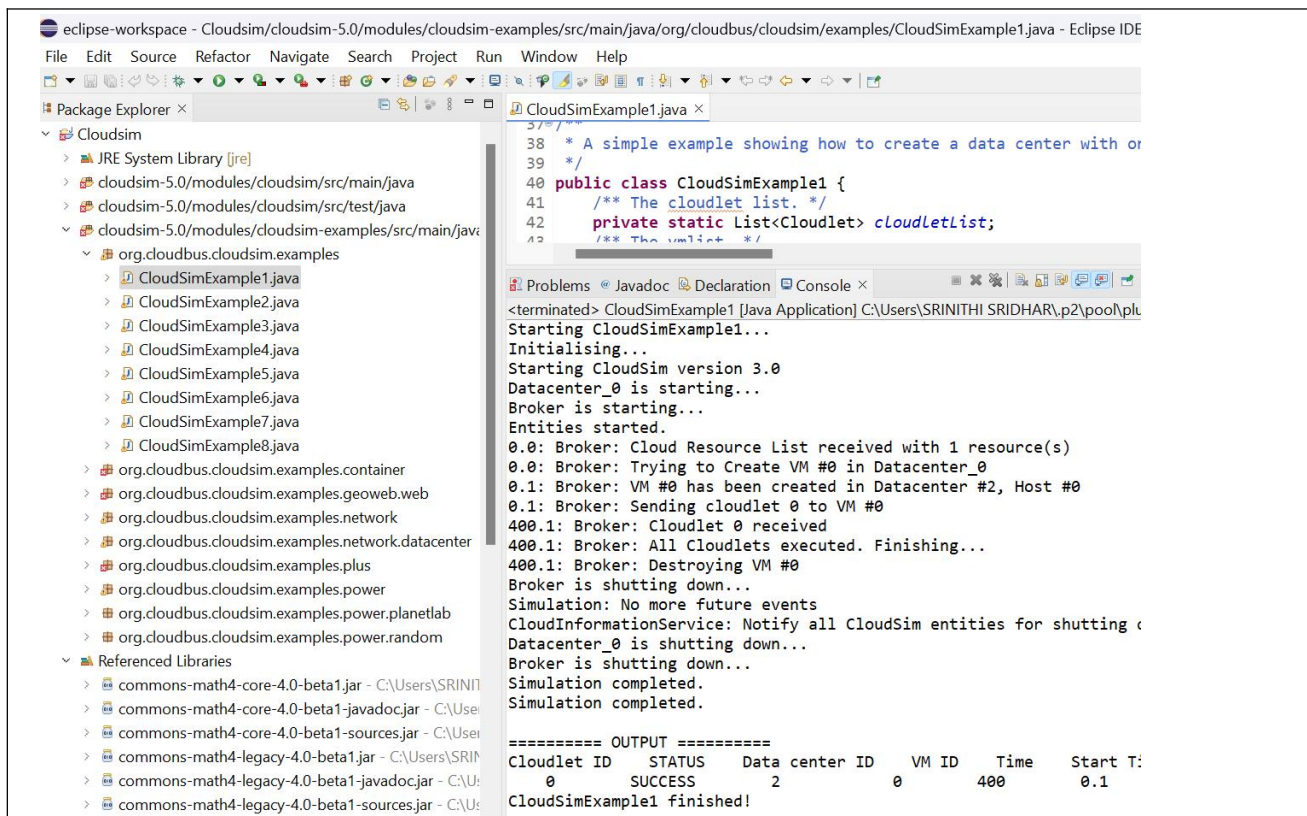 eclipse-workspace - Cloudsim/cloudsim-5.0/modules/cloudsim-examples/src/main/java/org/cloudbus/cloudsim/examples/CloudSimExample1.java - Eclipse IDE
File Edit Source Refactor Navigate Search Project Run Window Help
Package Explorer
Cloudsim
JRE System Library [jre]
cloudsim-5.0/modules/cloudsim/src/main/java
cloudsim-5.0/modules/cloudsim/src/test/java
cloudsim-5.0/modules/cloudsim-examples/src/main/java
org.cloudbus.cloudsim.examples
CloudSimExample1.java
CloudSimExample2.java
CloudSimExample3.java
CloudSimExample4.java
CloudSimExample5.java
CloudSimExample6.java
CloudSimExample7.java
CloudSimExample8.java
org.cloudbus.cloudsim.examples.container
org.cloudbus.cloudsim.examples.geoweb.web
org.cloudbus.cloudsim.examples.network
org.cloudbus.cloudsim.examples.network.datacenter
org.cloudbus.cloudsim.examples.plus
org.cloudbus.cloudsim.examples.power
org.cloudbus.cloudsim.examples.power.planetlab
org.cloudbus.cloudsim.examples.power.random
Referenced Libraries
commons-math4-core-4.0-beta1.jar - C:\Users\SRINIT
commons-math4-core-4.0-beta1-javadoc.jar - C:\Use
commons-math4-core-4.0-beta1-sources.jar - C:\Use
commons-math4-legacy-4.0-beta1.jar - C:\Users\SRIN
commons-math4-legacy-4.0-beta1-javadoc.jar - C:\Us
commons-math4-legacy-4.0-beta1-sources.jar - C:\Us
CloudSimExample1.java
37 /**
38 * A simple example showing how to create a data center with or
39 */
40 public class CloudSimExample1 {
41 /** The cloudlet list. */
42 private static List<Cloudlet> cloudletList;
43 /** The vmlist. */
Problems Javadoc Declaration Console
<terminated> CloudSimExample1 [Java Application] C:\Users\SRINITHI SRIDHAR\.p2\pool\plu
Starting CloudSimExample1...
Initialising...
Starting CloudSim version 3.0
Datacenter_0 is starting...
Broker is starting...
Entities started.
0.0: Broker: Cloud Resource List received with 1 resource(s)
0.0: Broker: Trying to Create VM #0 in Datacenter_0
0.1: Broker: VM #0 has been created in Datacenter #2, Host #0
0.1: Broker: Sending cloudlet 0 to VM #0
400.1: Broker: Cloudlet 0 received
400.1: Broker: All Cloudlets executed. Finishing...
400.1: Broker: Destroying VM #0
Broker is shutting down...
Simulation: No more future events
CloudInformationService: Notify all CloudSim entities for shutting
Datacenter_0 is shutting down...
Broker is shutting down...
Simulation completed.
Simulation completed.
========== OUTPUT ==========
Cloudlet ID STATUS Data center ID VM ID Time Start Ti
0 SUCCESS 2 0 400 0.1
CloudSimExample1 finished!